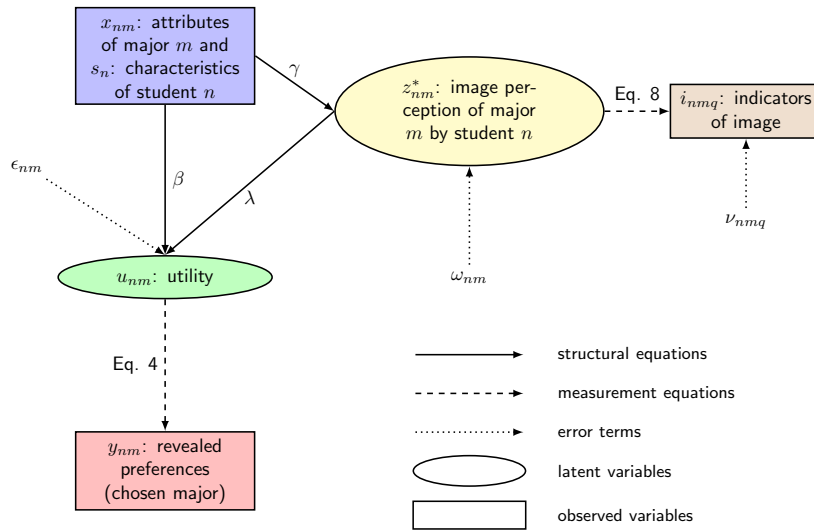 x_{nm}: attributes
of major m and
s_n: characteristics
of student n
γ
z^*_{nm}: image per-
ception of major
m by student n
Eq. 8
i_{nmq}: indicators
of image
ϵ_{nm}
β
λ
ν_{nmq}
u_{nm}: utility
ω_{nm}
Eq. 4
structural equations
measurement equations
error terms
y_{nm}: revealed
preferences
(chosen major)
latent variables
observed variables